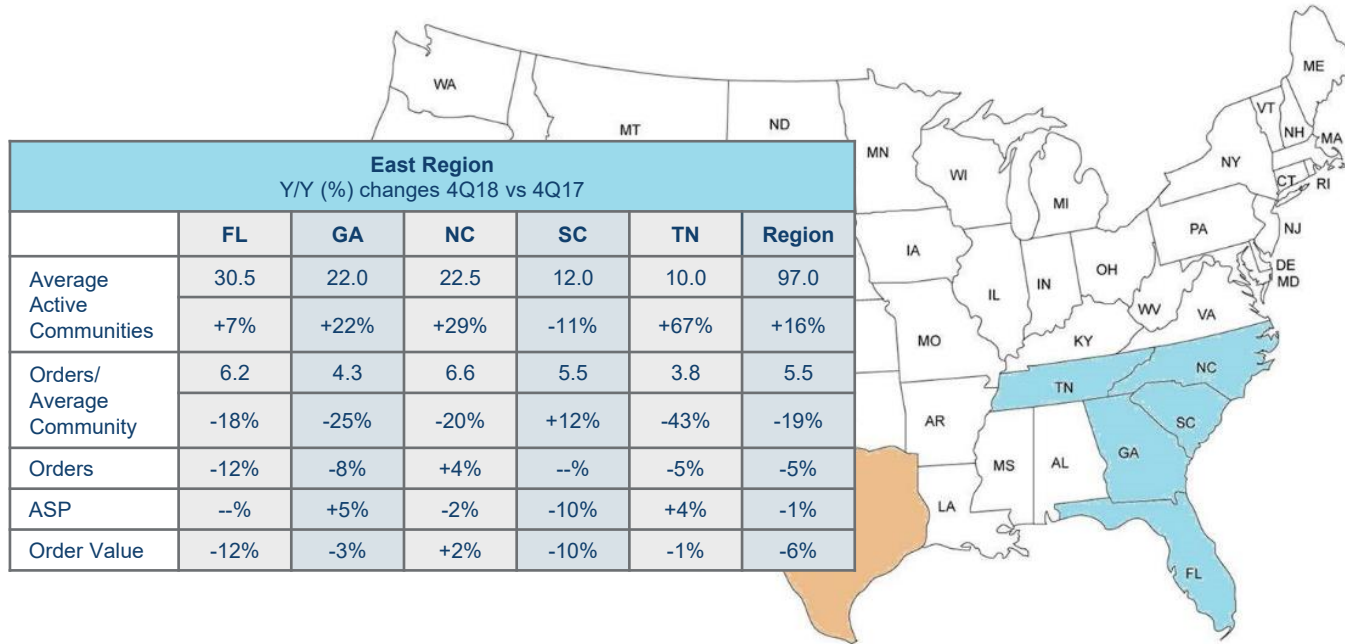 East Region
Y/Y (%) changes 4Q18 vs 4Q17
FL GA NC SC TN Region
Average
Active
Communities
30.5 22.0 22.5 12.0 10.0 97.0
+7% +22% +29% -11% +67% +16%
Orders/
Average
Community
6.2 4.3 6.6 5.5 3.8 5.5
-18% -25% -20% +12% -43% -19%
Orders -12% -8% +4% --% -5% -5%
ASP --% +5% -2% -10% +4% -1%
Order Value -12% -3% +2% -10% -1% -6%
WA
MT
ND
MN
WI
MI
IA
IL
IN
OH
MO
KY
WV
VA
PA
NY
VT
NH
ME
MA
CT
RI
NJ
DE
MD
TN
NC
SC
AR
MS
AL
GA
LA
FL